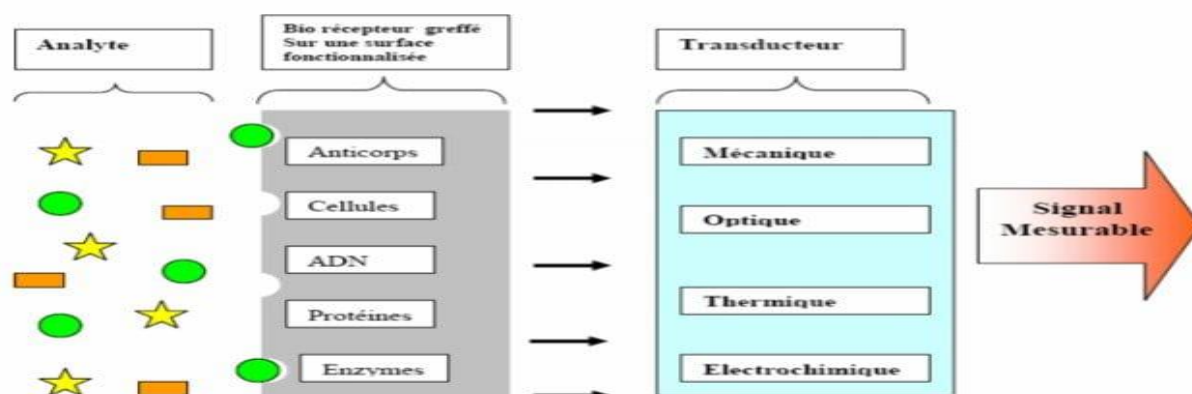 Analyte
Bio récepteur greffé
Sur une surface
fonctionnalisée
Transducteur
Anticorps
Cellules
ADN
Protéines
Enzymes
Mécanique
Optique
Thermique
Electrochimique
Signal
Mesurable